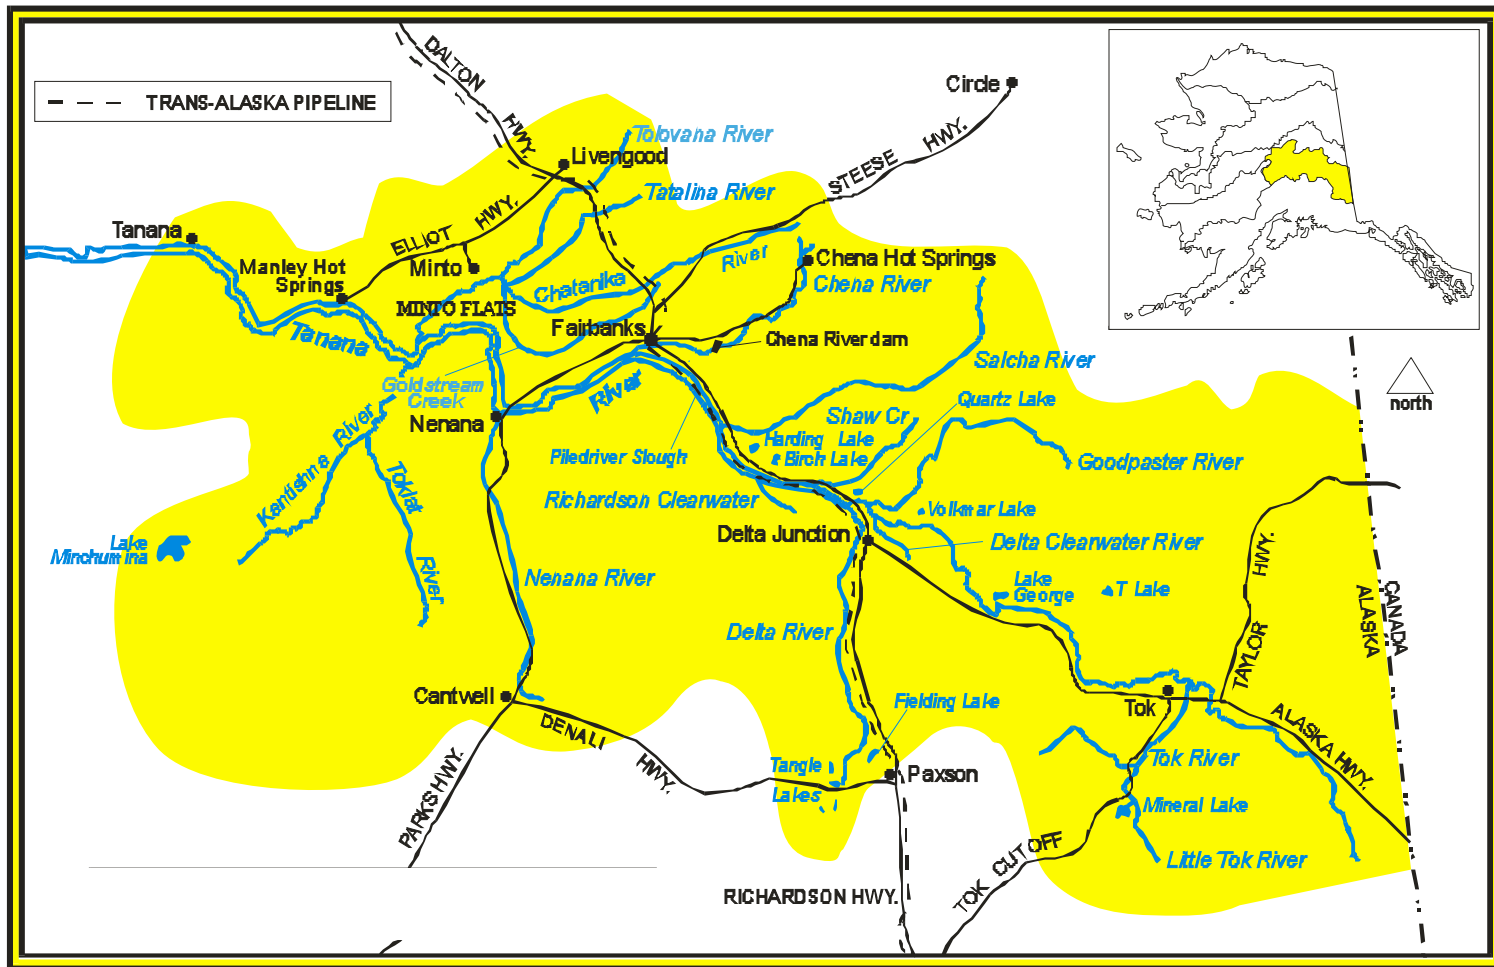 DALTON
HWY.
Circle
TRANS-ALASKA PIPELINE
STEESE
HWY.
Tolovana River
Livengood
Tatalina River
ELLIOT
HWY.
Tanana
Minto
Manley Hot
Springs
Chatanika
River
Chena Hot Springs
Chena River
MINTO FLATS
Tanana
Fairbanks
Chena River dam
Goldstream
Creek
River
Salcha River
Quartz Lake
north
Nenana
Shaw Cr
Harding Lake
Birch Lake
Piledriver Slough
Goodpaster River
Kantishna
River
Toklat
River
Richardson Clearwater
Volkmar Lake
Delta Junction
Delta Clearwater River
Lake
Minchumina
Nenana River
Lake
George
T Lake
TAYLOR
HWY.
ALASKA
CANADA
Delta River
Cantwell
Fielding Lake
Tok
DENALI
HWY.
ALASKA HWY.
Tangle
Lakes
Paxson
Tok River
PARKS HWY.
Mineral Lake
Little Tok River
TOK CUTOFF
RICHARDSON HWY.